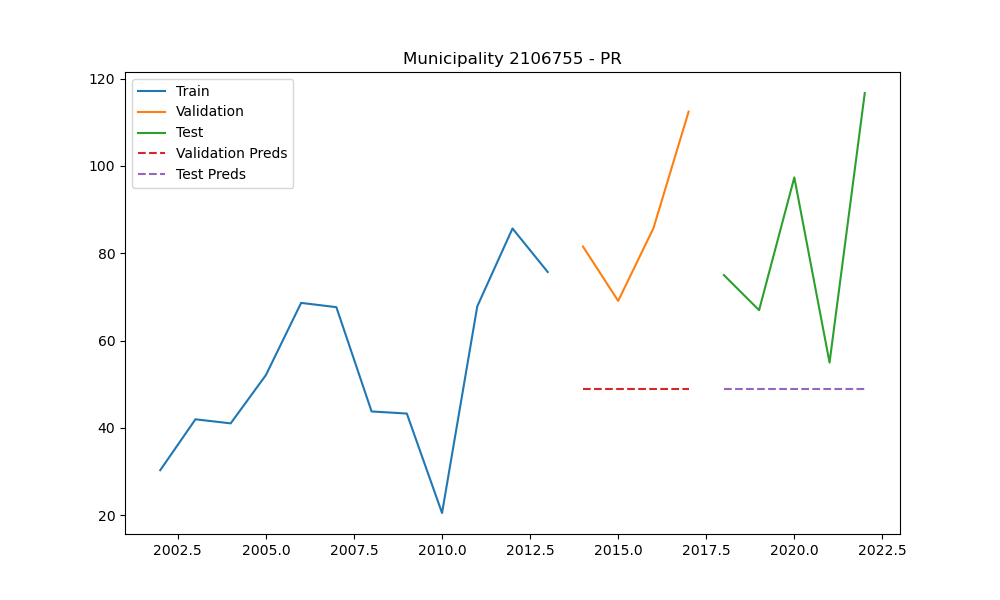 Municipality 2106755 - PR
120
100
80
60
40
20
Train
Validation
Test
Validation Preds
Test Preds
2002.5 2005.0 2007.5 2010.0 2012.5 2015.0 2017.5 2020.0 2022.5